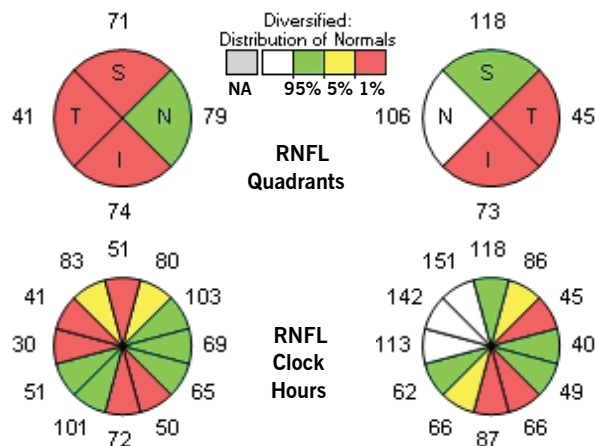 71
118
Diversified:
Distribution of Normals
NA 95% 5% 1%
S
S
41 T N 79
106 N T 45
I
I
RNFL
Quadrants
74
73
83 51 80
151 118 86
41 103
142 45
30 69
113 40
RNFL
Clock
Hours
51 65
62 49
101 72 50
66 87 66